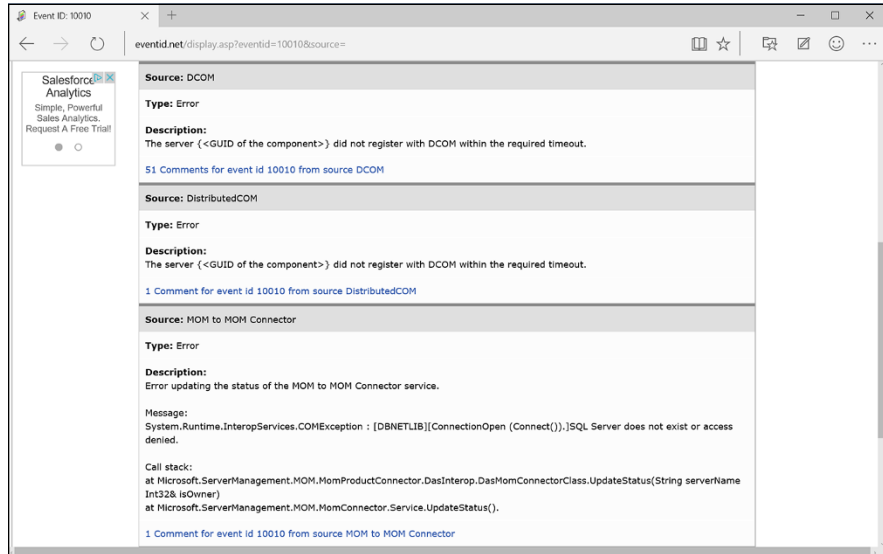 Event ID: 10010
eventid.net/display.asp?eventid=10010&source=
Salesforce
Analytics
Simple, Powerful
Sales Analytics.
Request A Free Trial!
Source: DCOM
Type: Error
Description:
The server {<GUID of the component>} did not register with DCOM within the required timeout.
51 Comments for event id 10010 from source DCOM
Source: DistributedCOM
Type: Error
Description:
The server {<GUID of the component>} did not register with DCOM within the required timeout.
1 Comment for event id 10010 from source DistributedCOM
Source: MOM to MOM Connector
Type: Error
Description:
Error updating the status of the MOM to MOM Connector service.
Message:
System.Runtime.InteropServices.COMException : [DBNETLIB][ConnectionOpen (Connect()).]SQL Server does not exist or access
denied.
Call stack:
at Microsoft.ServerManagement.MOM.MomProductConnector.DasInterop.DasMomConnectorClass.UpdateStatus(String serverName
Int32& isOwner)
at Microsoft.ServerManagement.MOM.MomConnector.Service.UpdateStatus().
1 Comment for event id 10010 from source MOM to MOM Connector